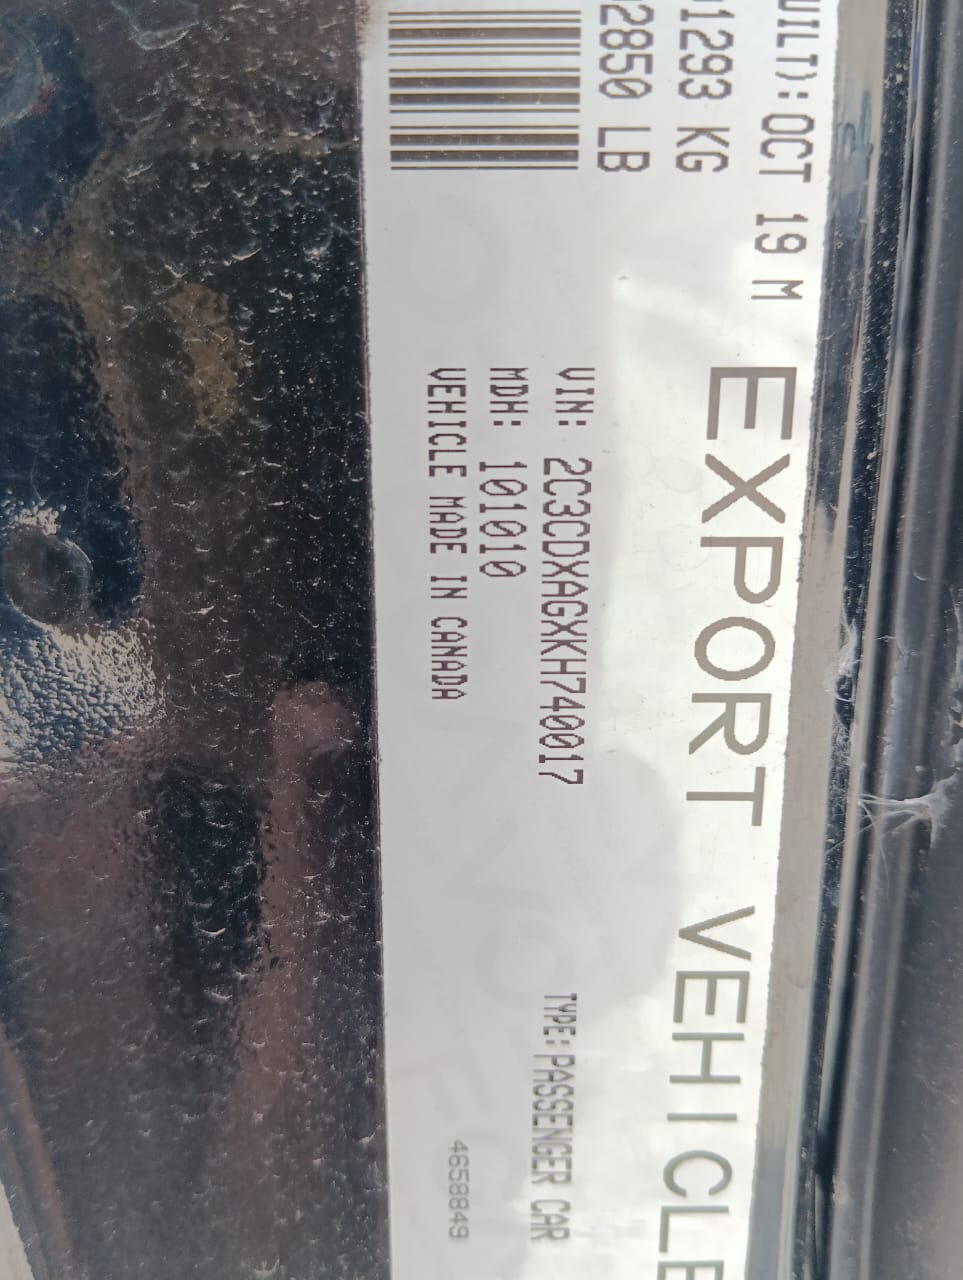 UILT): OCT 19 M
1293 KG
2850 LB
EXPORT VEHICLE
VIN: 2C3CDXAGXKH740017
TYPE: PASSENGER CAR
MDH: 101010
VEHICLE MADE IN CANADA
4658849